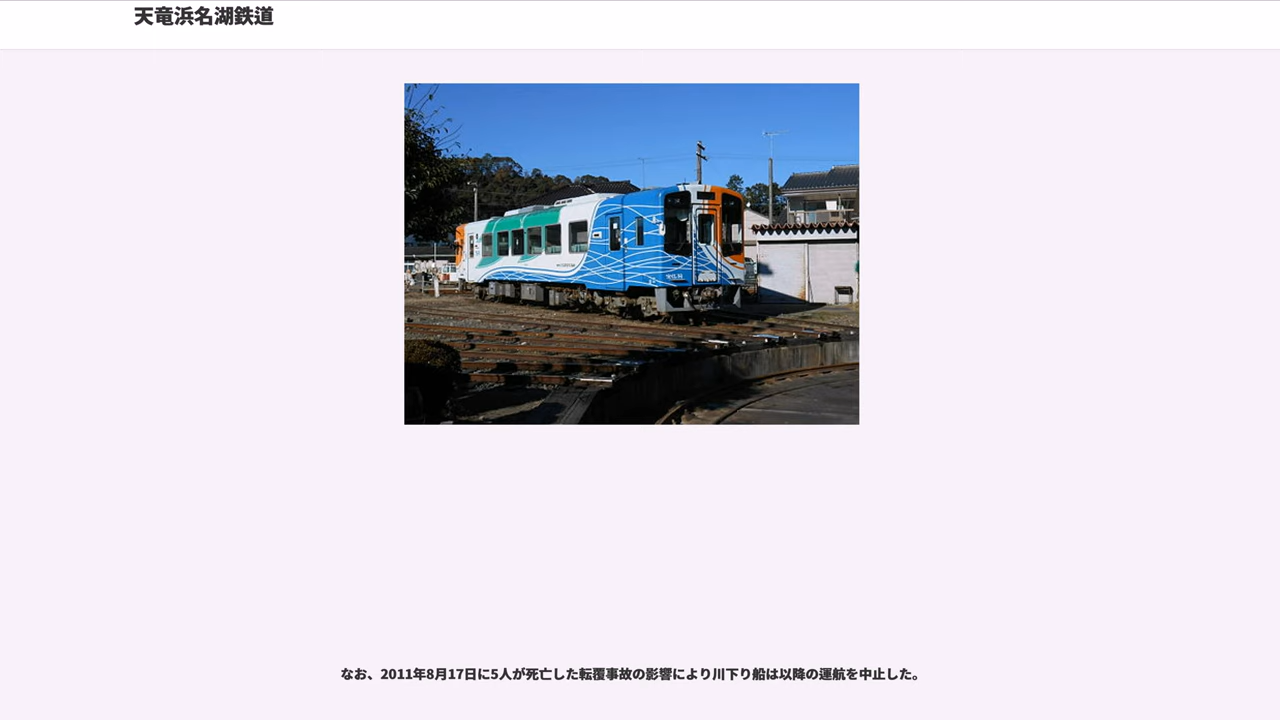 天竜浜名湖鉄道
なお、2011年8月17日に5人が死亡した転覆事故の影響により川下り船は以降の運航を中止した。